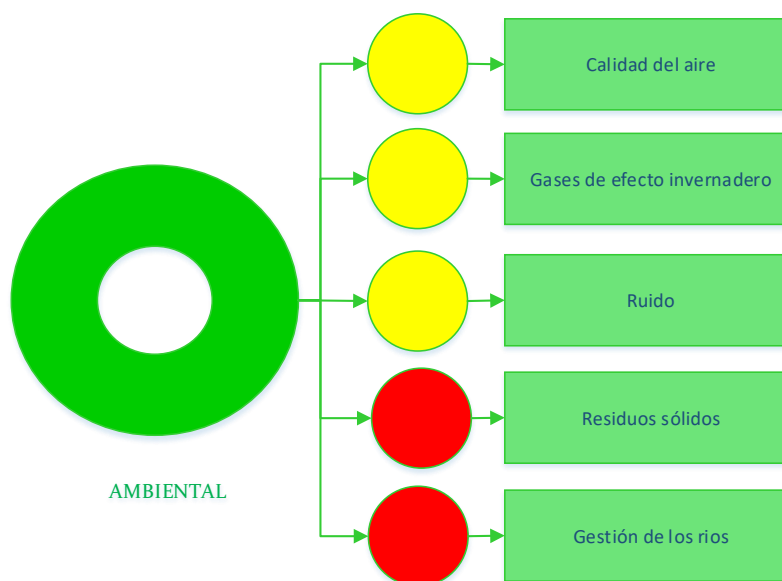 Calidad del aire
Gases de efecto invernadero
Ruido
Residuos sólidos
AMBIENTAL
Gestión de los rios